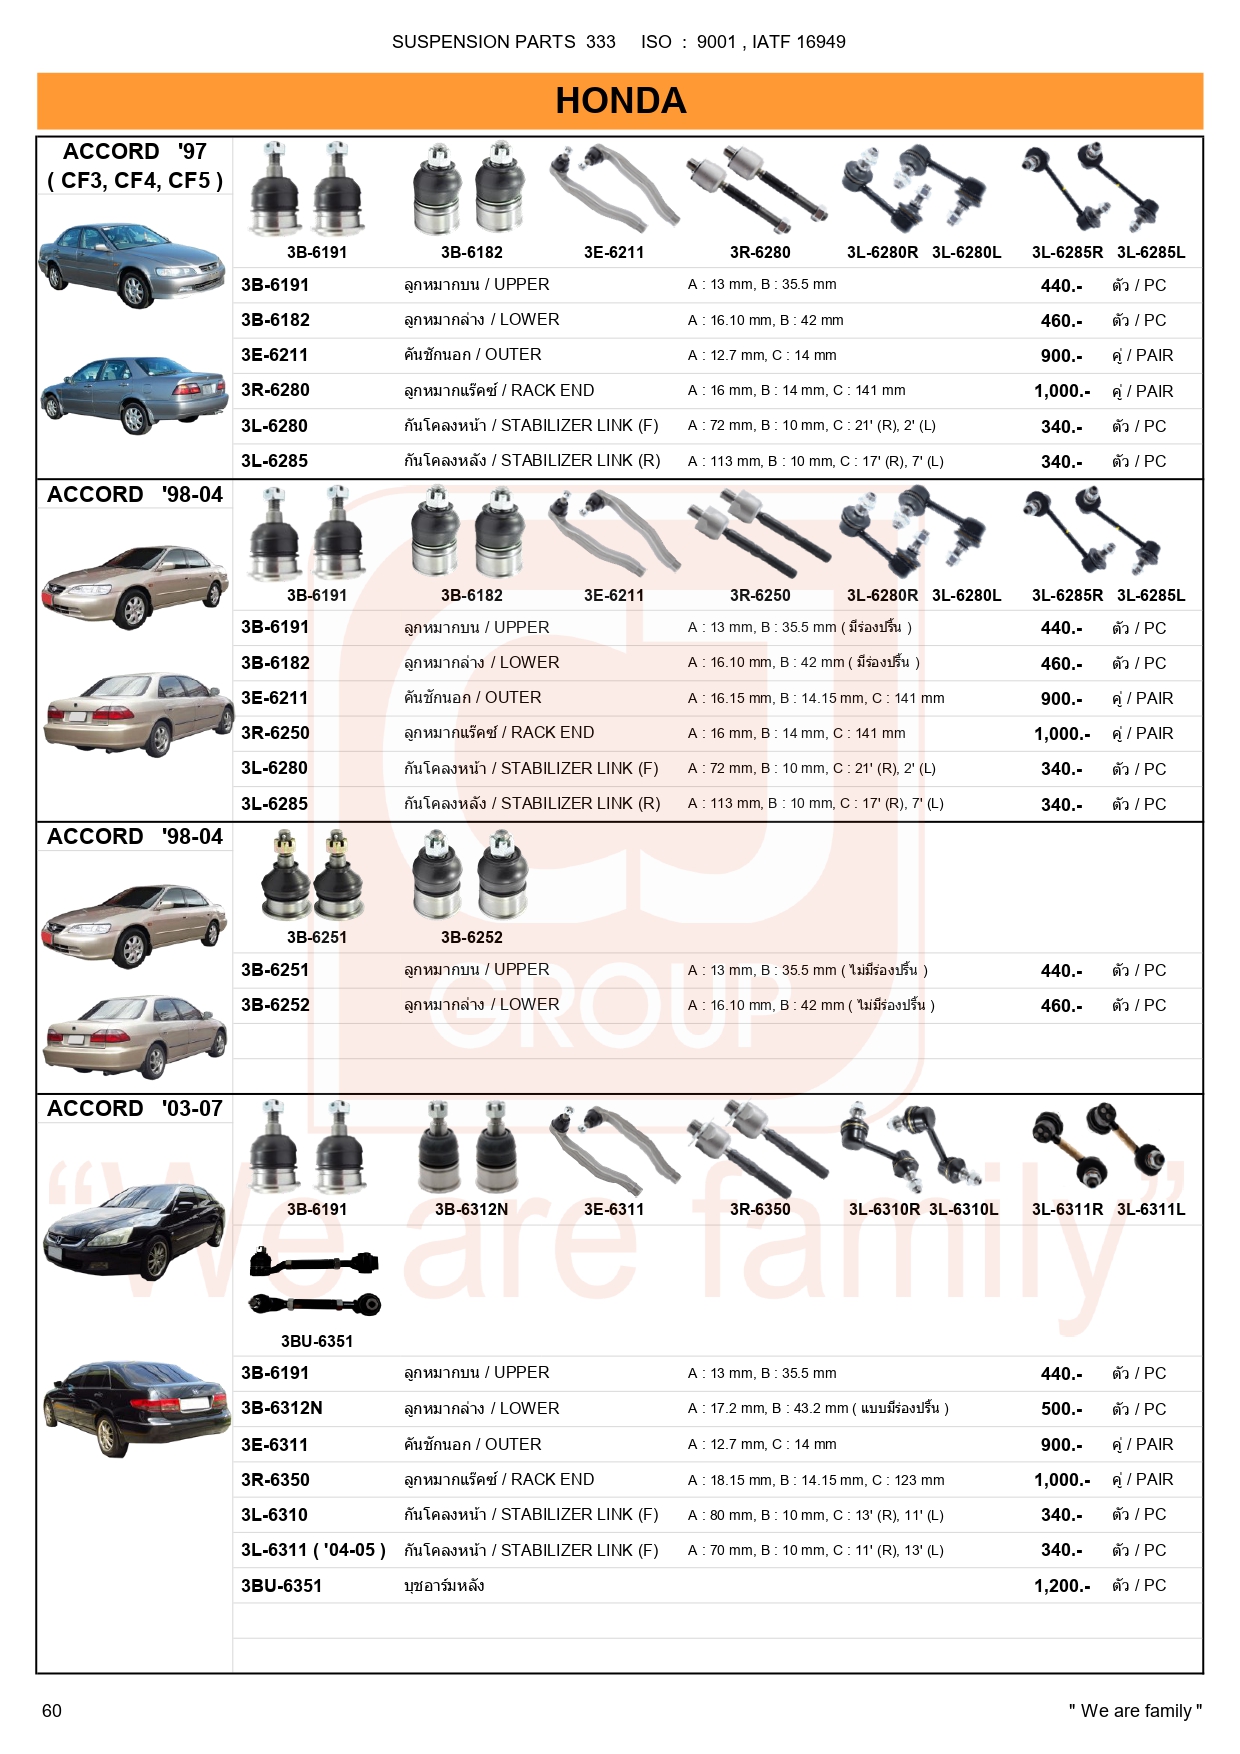 SUSPENSION PARTS  333     ISO  :  9001 , IATF 16949
HONDA
ACCORD   '97
( CF3, CF4, CF5 )
3B-6191 3B-6182 3E-6211 3R-6280 3L-6280R 3L-6280L 3L-6285R 3L-6285L
3B-6191 ลูกหมากบน / UPPER A : 13 mm, B : 35.5 mm 440.- ตัว / PC
3B-6182 ลูกหมากล่าง / LOWER A : 16.10 mm, B : 42 mm 460.- ตัว / PC
3E-6211 คันชักนอก / OUTER A : 12.7 mm, C : 14 mm 900.- คู่ / PAIR
3R-6280 ลูกหมากแร๊คซ์ / RACK END A : 16 mm, B : 14 mm, C : 141 mm 1,000.- คู่ / PAIR
3L-6280 กันโคลงหน้า / STABILIZER LINK (F) A : 72 mm, B : 10 mm, C : 21' (R), 2' (L) 340.- ตัว / PC
3L-6285 กันโคลงหลัง / STABILIZER LINK (R) A : 113 mm, B : 10 mm, C : 17' (R), 7' (L) 340.- ตัว / PC
ACCORD   '98-04
3B-6191 3B-6182 3E-6211 3R-6250 3L-6280R 3L-6280L 3L-6285R 3L-6285L
3B-6191 ลูกหมากบน / UPPER A : 13 mm, B : 35.5 mm ( มีร่องปริ้น ) 440.- ตัว / PC
3B-6182 ลูกหมากล่าง / LOWER A : 16.10 mm, B : 42 mm ( มีร่องปริ้น ) 460.- ตัว / PC
3E-6211 คันชักนอก / OUTER A : 16.15 mm, B : 14.15 mm, C : 141 mm 900.- คู่ / PAIR
3R-6250 ลูกหมากแร๊คซ์ / RACK END A : 16 mm, B : 14 mm, C : 141 mm 1,000.- คู่ / PAIR
3L-6280 กันโคลงหน้า / STABILIZER LINK (F) A : 72 mm, B : 10 mm, C : 21' (R), 2' (L) 340.- ตัว / PC
3L-6285 กันโคลงหลัง / STABILIZER LINK (R) A : 113 mm, B : 10 mm, C : 17' (R), 7' (L) 340.- ตัว / PC
ACCORD   '98-04
3B-6251 3B-6252
3B-6251 ลูกหมากบน / UPPER A : 13 mm, B : 35.5 mm ( ไม่มีร่องปริ้น ) 440.- ตัว / PC
3B-6252 ลูกหมากล่าง / LOWER A : 16.10 mm, B : 42 mm ( ไม่มีร่องปริ้น ) 460.- ตัว / PC
CJ
GROUP
ACCORD   '03-07
3B-6191 3B-6312N 3E-6311 3R-6350 3L-6310R 3L-6310L 3L-6311R 3L-6311L
“We are family”
3BU-6351
3B-6191 ลูกหมากบน / UPPER A : 13 mm, B : 35.5 mm 440.- ตัว / PC
3B-6312N ลูกหมากล่าง / LOWER A : 17.2 mm, B : 43.2 mm ( แบบมีร่องปริ้น ) 500.- ตัว / PC
3E-6311 คันชักนอก / OUTER A : 12.7 mm, C : 14 mm 900.- คู่ / PAIR
3R-6350 ลูกหมากแร๊คซ์ / RACK END A : 18.15 mm, B : 14.15 mm, C : 123 mm 1,000.- คู่ / PAIR
3L-6310 กันโคลงหน้า / STABILIZER LINK (F) A : 80 mm, B : 10 mm, C : 13' (R), 11' (L) 340.- ตัว / PC
3L-6311 ( '04-05 ) กันโคลงหน้า / STABILIZER LINK (F) A : 70 mm, B : 10 mm, C : 11' (R), 13' (L) 340.- ตัว / PC
3BU-6351 บุชอาร์มหลัง 1,200.- ตัว / PC
60
" We are family "